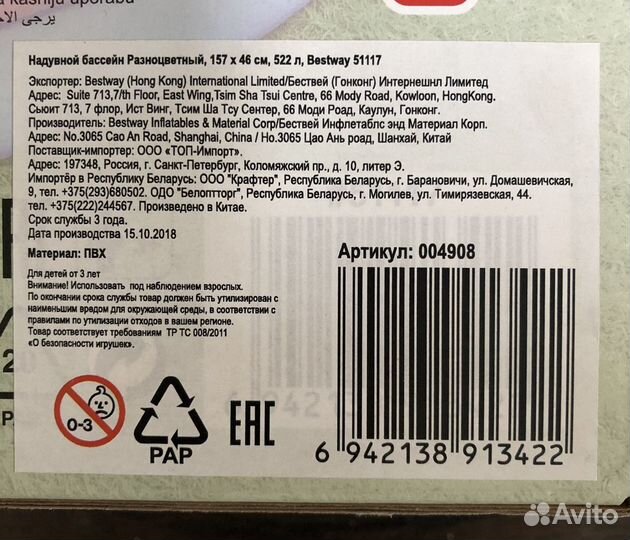 kuşluju uporabu
يرجى الاح
Надувной бассейн Разноцветный, 157 x 46 см, 522 л, Bestway 51117
Экспортер: Bestway (Hong Kong) International Limited/Бествей (Гонконг) Интернешнл Лимитед
Адрес: Suite 713,7/th Floor, East Wing,Tsim Sha Tsui Centre, 66 Mody Road, Kowloon, HongKong.
Сьюит 713, 7 флор, Ист Винг, Тсим Ша Тсу Сентер, 66 Моди Роад, Каулун, Гонконг.
Производитель: Bestway Inflatables & Material Corp/Бествей Инфлетаблс энд Материал Корп.
Адрес: No.3065 Cao An Road, Shanghai, China / Но.3065 Цао Ань роад, Шанхай, Китай
Поставщик-импортер: ООО «ТОП-Импорт».
Адрес: 197348, Россия, г. Санкт-Петербург, Коломяжский пр., д. 10, литер Э.
Импортёр в Республику Беларусь: ООО "Крафтер", Республика Беларусь, г. Барановичи, ул. Домашевичская,
9, тел. +375(293)680502. ОДО "Белоптторг", Республика Беларусь, г. Могилев, ул. Тимирязевская, 44.
тел. +375(222)244567. Произведено в Китае.
Срок службы 3 года.
Дата производства 15.10.2018
Материал: ПВХ
Артикул: 004908
Для детей от 3 лет
Внимание! Использовать под наблюдением взрослых.
По окончании срока службы товар должен быть утилизирован с
наименьшим вредом для окружающей среды, в соответствии с
правилами по утилизации отходов в вашем регионе.
Товар соответствует требованиям ТР ТС 008/2011
«О безопасности игрушек».
0-3
PAP
EAC
6 942138 913422
Avito